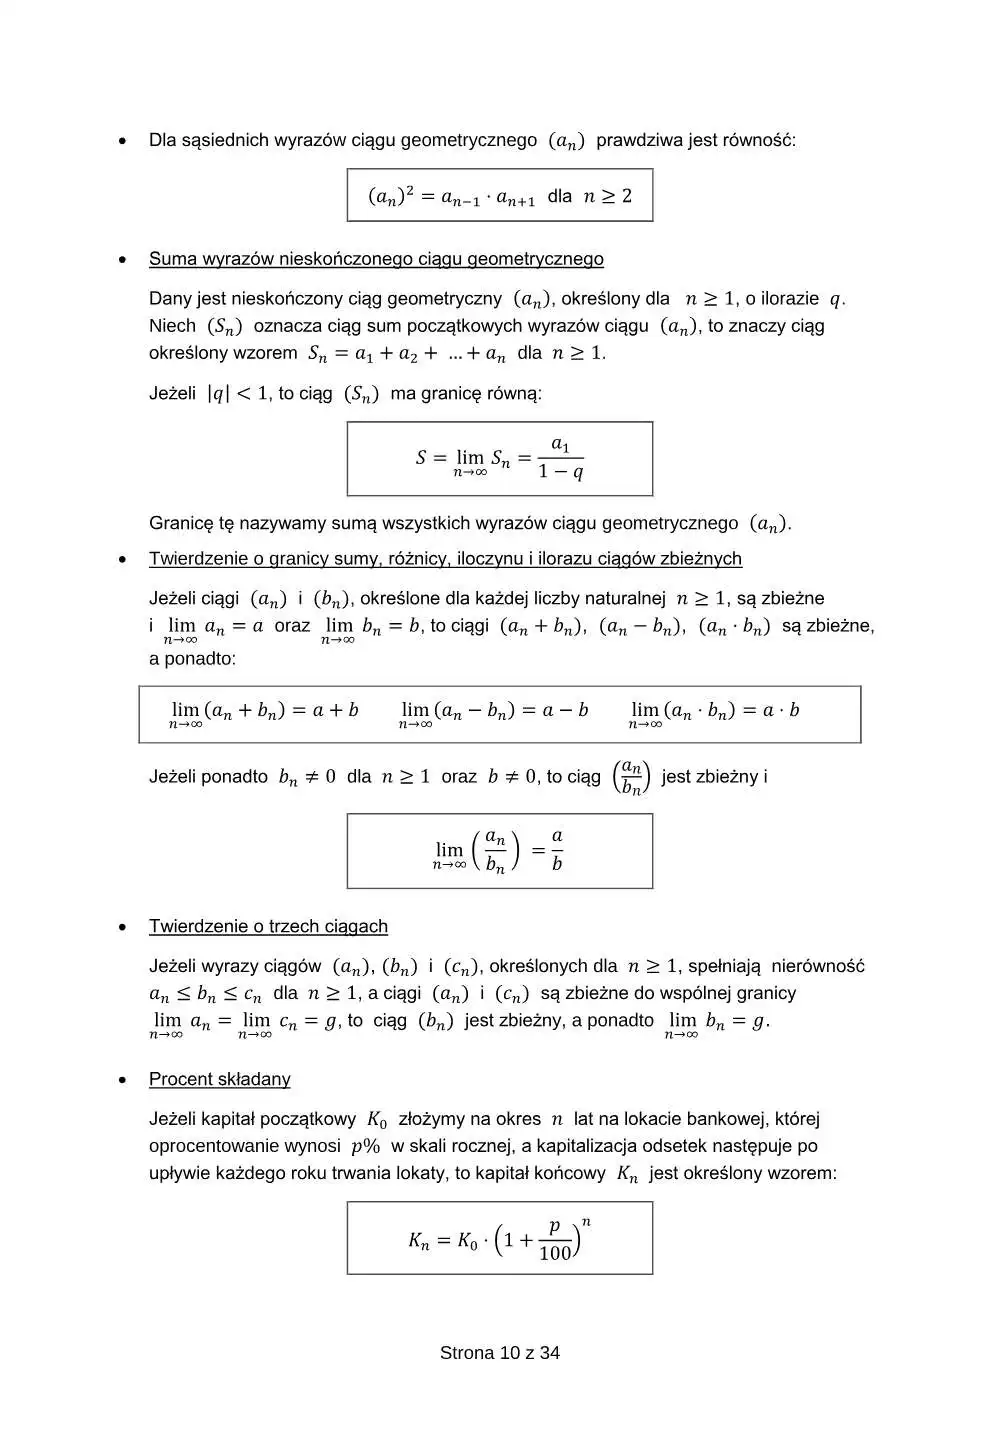 • Dla sąsiednich wyrazów ciągu geometrycznego (aₙ) prawdziwa jest równość:
(aₙ)² = aₙ₋₁ · aₙ₊₁ dla n ≥ 2
• Suma wyrazów nieskończonego ciągu geometrycznego
Dany jest nieskończony ciąg geometryczny (aₙ), określony dla n ≥ 1, o ilorazie q.
Niech (Sₙ) oznacza ciąg sum początkowych wyrazów ciągu (aₙ), to znaczy ciąg
określony wzorem Sₙ = a₁ + a₂ + … + aₙ dla n ≥ 1.
Jeżeli |q| < 1, to ciąg (Sₙ) ma granicę równą:
S = lim_{n→∞} Sₙ = a₁/(1 − q)
Granicę tę nazywamy sumą wszystkich wyrazów ciągu geometrycznego (aₙ).
• Twierdzenie o granicy sumy, różnicy, iloczynu i ilorazu ciągów zbieżnych
Jeżeli ciągi (aₙ) i (bₙ), określone dla każdej liczby naturalnej n ≥ 1, są zbieżne
i lim_{n→∞} aₙ = a oraz lim_{n→∞} bₙ = b, to ciągi (aₙ + bₙ), (aₙ − bₙ), (aₙ · bₙ) są zbieżne,
a ponadto:
lim_{n→∞} (aₙ + bₙ) = a + b lim_{n→∞} (aₙ − bₙ) = a − b lim_{n→∞} (aₙ · bₙ) = a · b
Jeżeli ponadto bₙ ≠ 0 dla n ≥ 1 oraz b ≠ 0, to ciąg (aₙ/bₙ) jest zbieżny i
lim_{n→∞} (aₙ/bₙ) = a/b
• Twierdzenie o trzech ciągach
Jeżeli wyrazy ciągów (aₙ), (bₙ) i (cₙ), określonych dla n ≥ 1, spełniają nierówność
aₙ ≤ bₙ ≤ cₙ dla n ≥ 1, a ciągi (aₙ) i (cₙ) są zbieżne do wspólnej granicy
lim_{n→∞} aₙ = lim_{n→∞} cₙ = g, to ciąg (bₙ) jest zbieżny, a ponadto lim_{n→∞} bₙ = g.
• Procent składany
Jeżeli kapitał początkowy K₀ złożymy na okres n lat na lokacie bankowej, której
oprocentowanie wynosi p% w skali rocznej, a kapitalizacja odsetek następuje po
upływie każdego roku trwania lokaty, to kapitał końcowy Kₙ jest określony wzorem:
Kₙ = K₀ · (1 + p/100)ⁿ
Strona 10 z 34